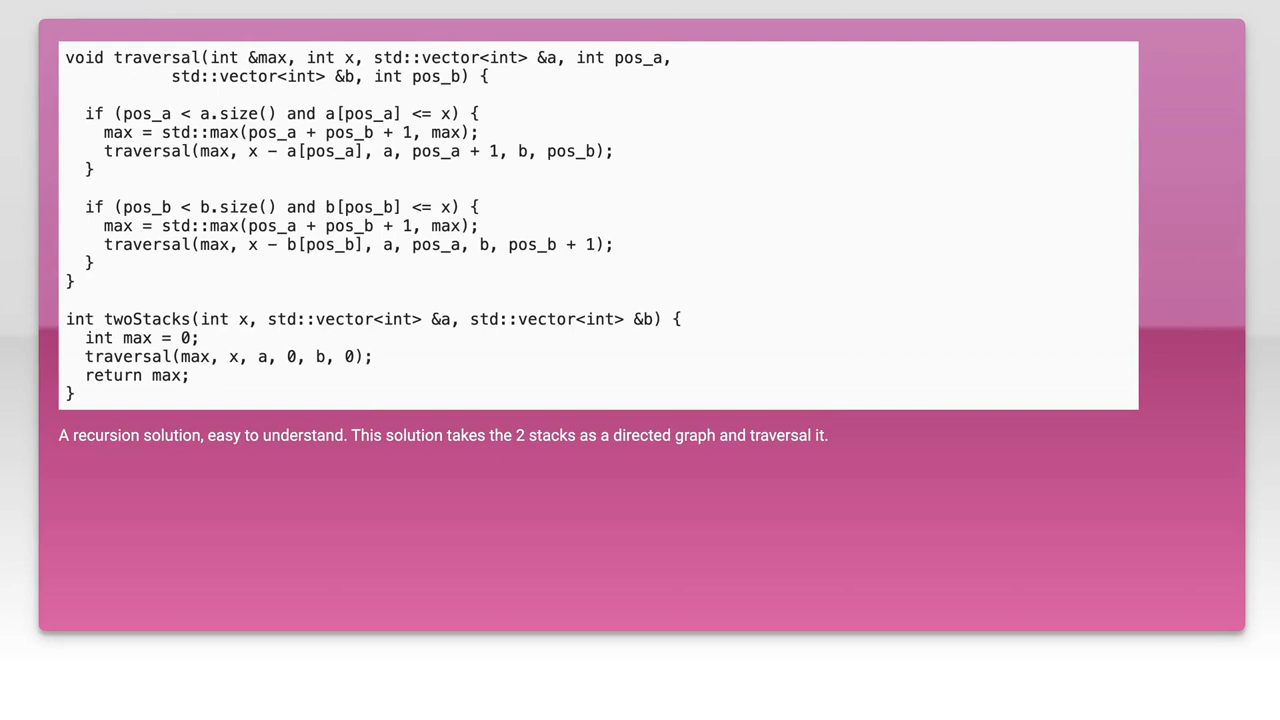 void traversal(int &max, int x, std::vector<int> &a, int pos_a,
           std::vector<int> &b, int pos_b) {

  if (pos_a < a.size() and a[pos_a] <= x) {
    max = std::max(pos_a + pos_b + 1, max);
    traversal(max, x - a[pos_a], a, pos_a + 1, b, pos_b);
  }

  if (pos_b < b.size() and b[pos_b] <= x) {
    max = std::max(pos_a + pos_b + 1, max);
    traversal(max, x - b[pos_b], a, pos_a, b, pos_b + 1);
  }
}

int twoStacks(int x, std::vector<int> &a, std::vector<int> &b) {
  int max = 0;
  traversal(max, x, a, 0, b, 0);
  return max;
}
A recursion solution, easy to understand. This solution takes the 2 stacks as a directed graph and traversal it.